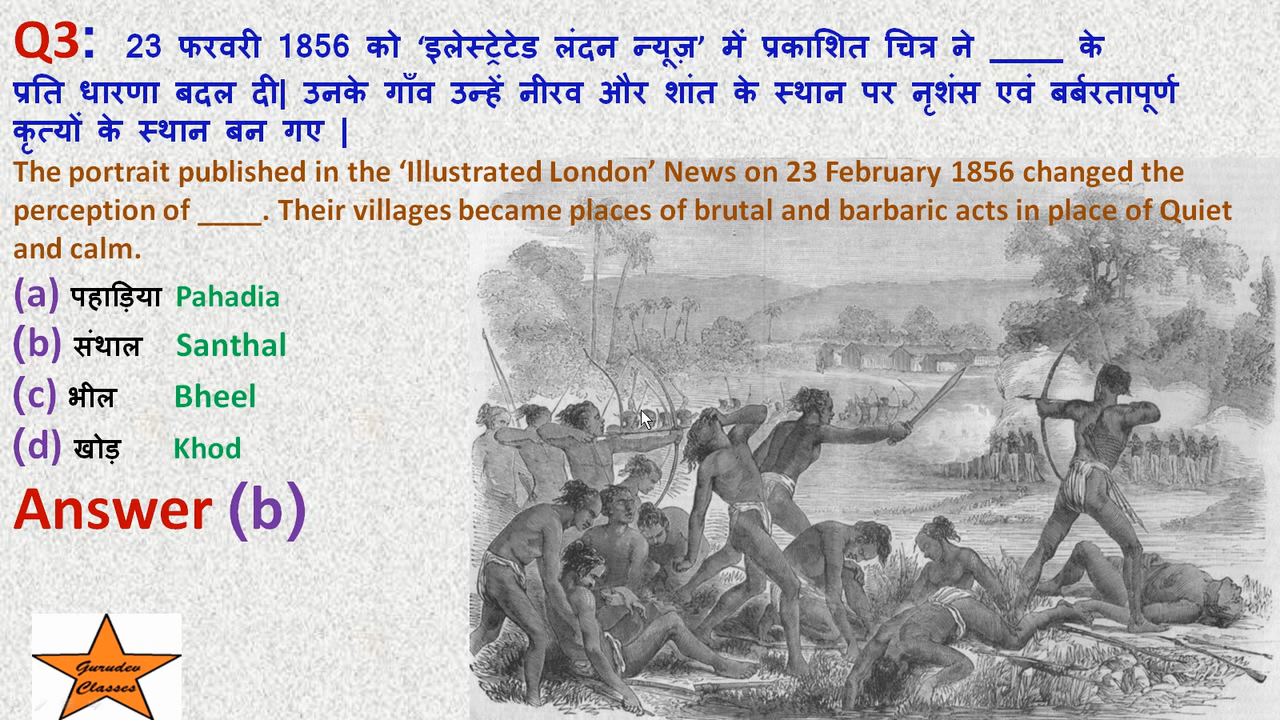 Q3: 23 फरवरी 1856 को ‘इलेस्ट्रेटेड लंदन न्यूज़’ में प्रकाशित चित्र ने ____ के
प्रति धारणा बदल दी| उनके गाँव उन्हें नीरव और शांत के स्थान पर नृशंस एवं बर्बरतापूर्ण
कृत्यों के स्थान बन गए |
The portrait published in the ‘Illustrated London’ News on 23 February 1856 changed the
perception of ____. Their villages became places of brutal and barbaric acts in place of Quiet
and calm.
(a) पहाड़िया Pahadia
(b) संथाल Santhal
(c) भील Bheel
(d) खोड़ Khod
Answer (b)
Gurudev
Classes